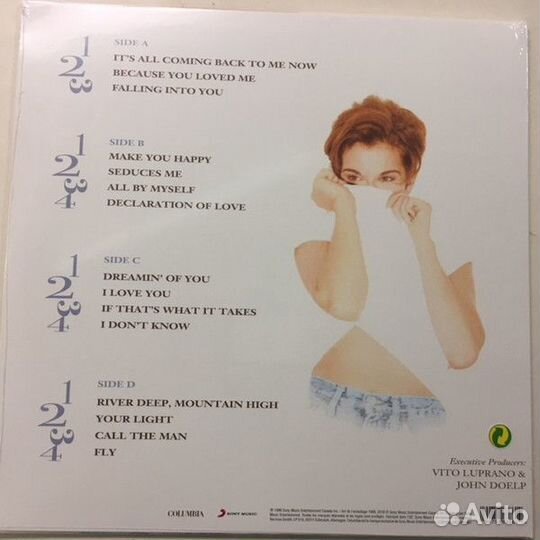 1
2
3
SIDE A
IT'S ALL COMING BACK TO ME NOW
BECAUSE YOU LOVED ME
FALLING INTO YOU
1
2
3
4
SIDE B
MAKE YOU HAPPY
SEDUCES ME
ALL BY MYSELF
DECLARATION OF LOVE
1
2
3
4
SIDE C
DREAMIN' OF YOU
I LOVE YOU
IF THAT'S WHAT IT TAKES
I DON'T KNOW
1
2
3
4
SIDE D
RIVER DEEP, MOUNTAIN HIGH
YOUR LIGHT
CALL THE MAN
FLY
Executive Producers:
VITO LUPRANO &
JOHN DOELP
COLUMBIA
SONY MUSIC
Avito